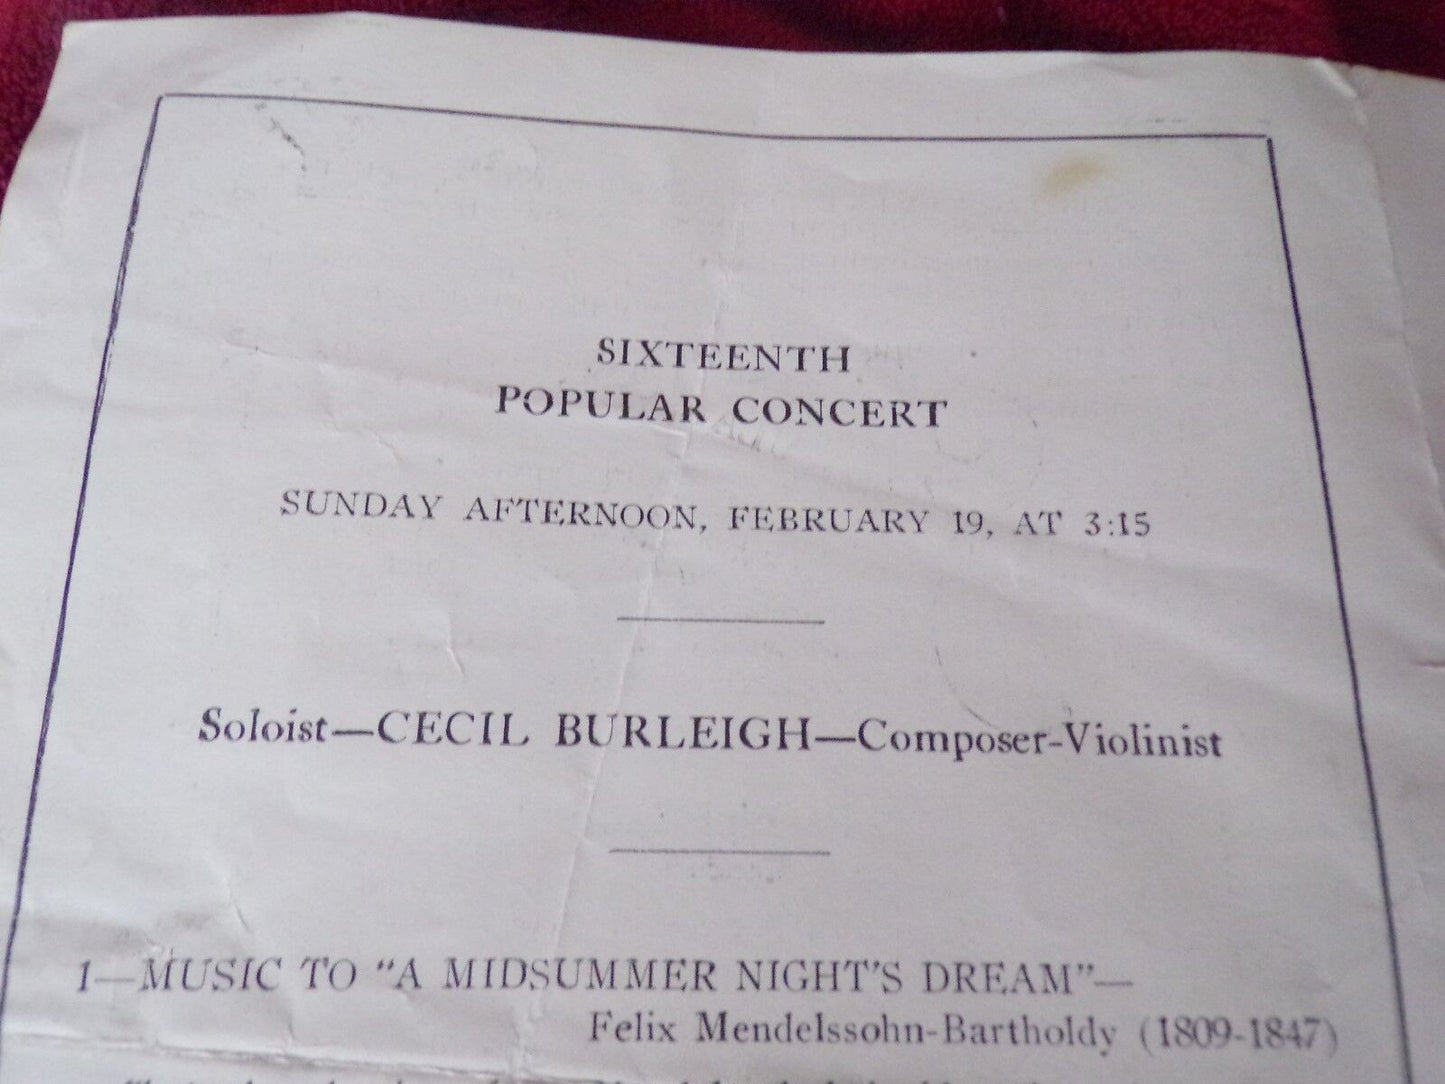 SIXTEENTH
POPULAR CONCERT
SUNDAY AFTERNOON, FEBRUARY 19, AT 3:15
Soloist—CECIL BURLEIGH—Composer-Violinist
1—MUSIC TO "A MIDSUMMER NIGHT'S DREAM"—
Felix Mendelssohn-Bartholdy (1809-1847)